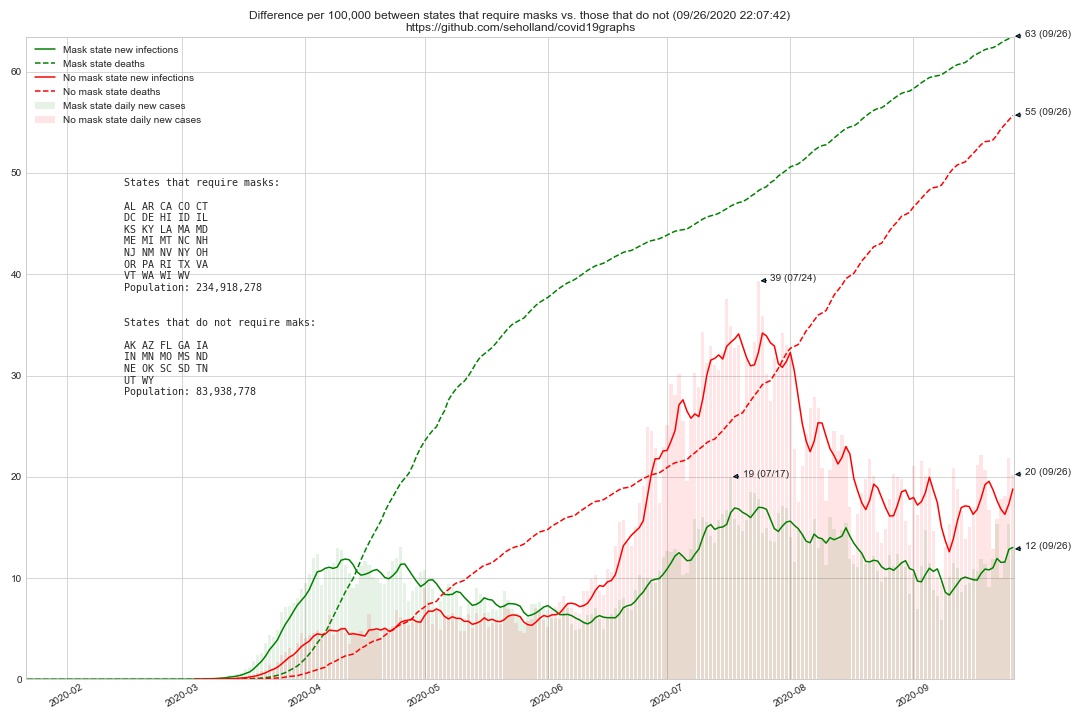 Difference per 100,000 between states that require masks vs. those that do not (09/26/2020 22:07:42)
https://github.com/seholland/covid19graphs
Mask state new infections
Mask state deaths
No mask state new infections
No mask state deaths
Mask state daily new cases
No mask state daily new cases
63 (09/26)
55 (09/26)
39 (07/24)
19 (07/17)
20 (09/26)
12 (09/26)
States that require masks:
AL AR CA CO CT
DC DE HI ID IL
KS KY LA MA MD
ME MI MT NC NH
NJ NM NV NY OH
OR PA RI TX VA
VT WA WI WV
Population: 234,918,278
States that do not require maks:
AK AZ FL GA IA
IN MN MO MS ND
NE OK SC SD TN
UT WY
Population: 83,938,778
60
50
40
30
20
10
0
2020-02
2020-03
2020-04
2020-05
2020-06
2020-07
2020-08
2020-09